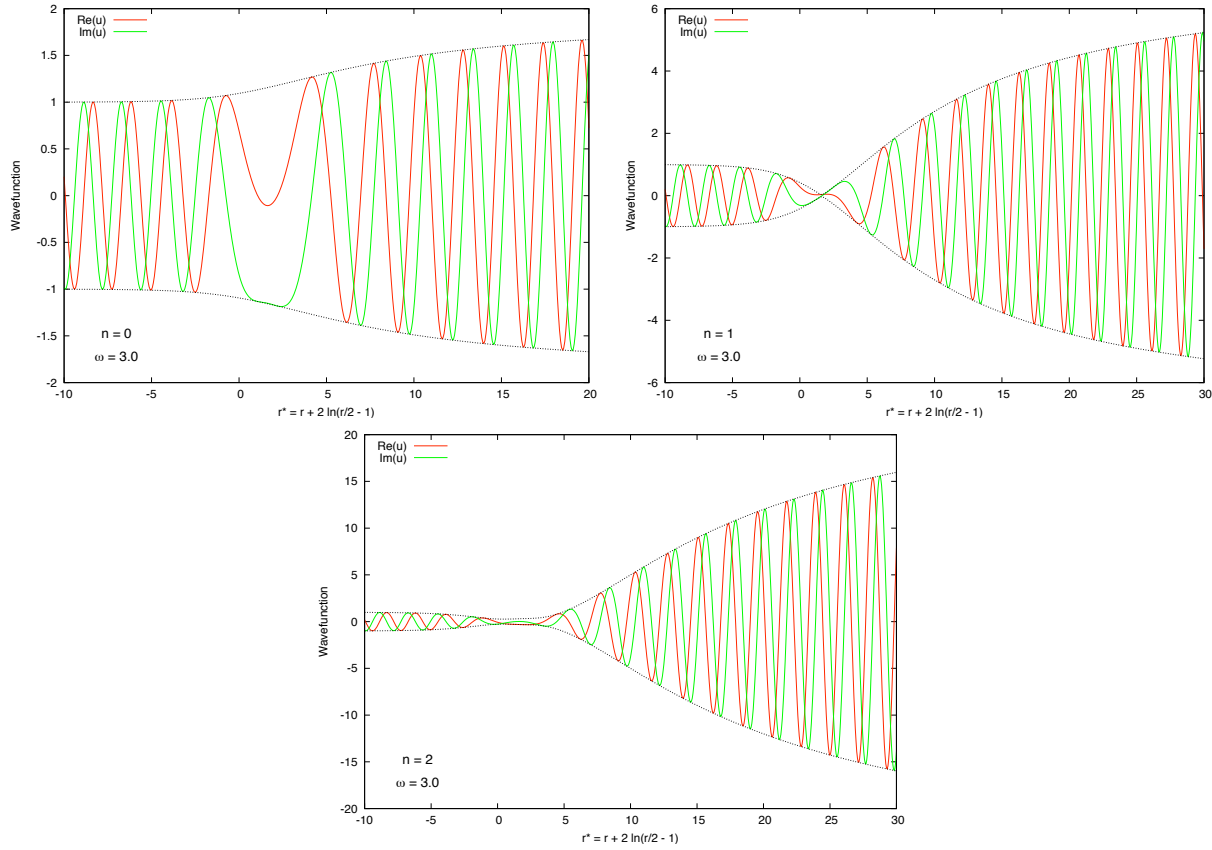 2
1.5
1
0.5
0
-0.5
-1
-1.5
-2
-10
-5
0
5
10
15
20
Wavefunction
r* = r + 2 ln(r/2 - 1)
n = 0
ω = 3.0
Re(u)
Im(u)
6
4
2
0
-2
-4
-6
-10
-5
0
5
10
15
20
25
30
Wavefunction
r* = r + 2 ln(r/2 - 1)
n = 1
ω = 3.0
Re(u)
Im(u)
20
15
10
5
0
-5
-10
-15
-20
-10
-5
0
5
10
15
20
25
30
Wavefunction
r* = r + 2 ln(r/2 - 1)
n = 2
ω = 3.0
Re(u)
Im(u)